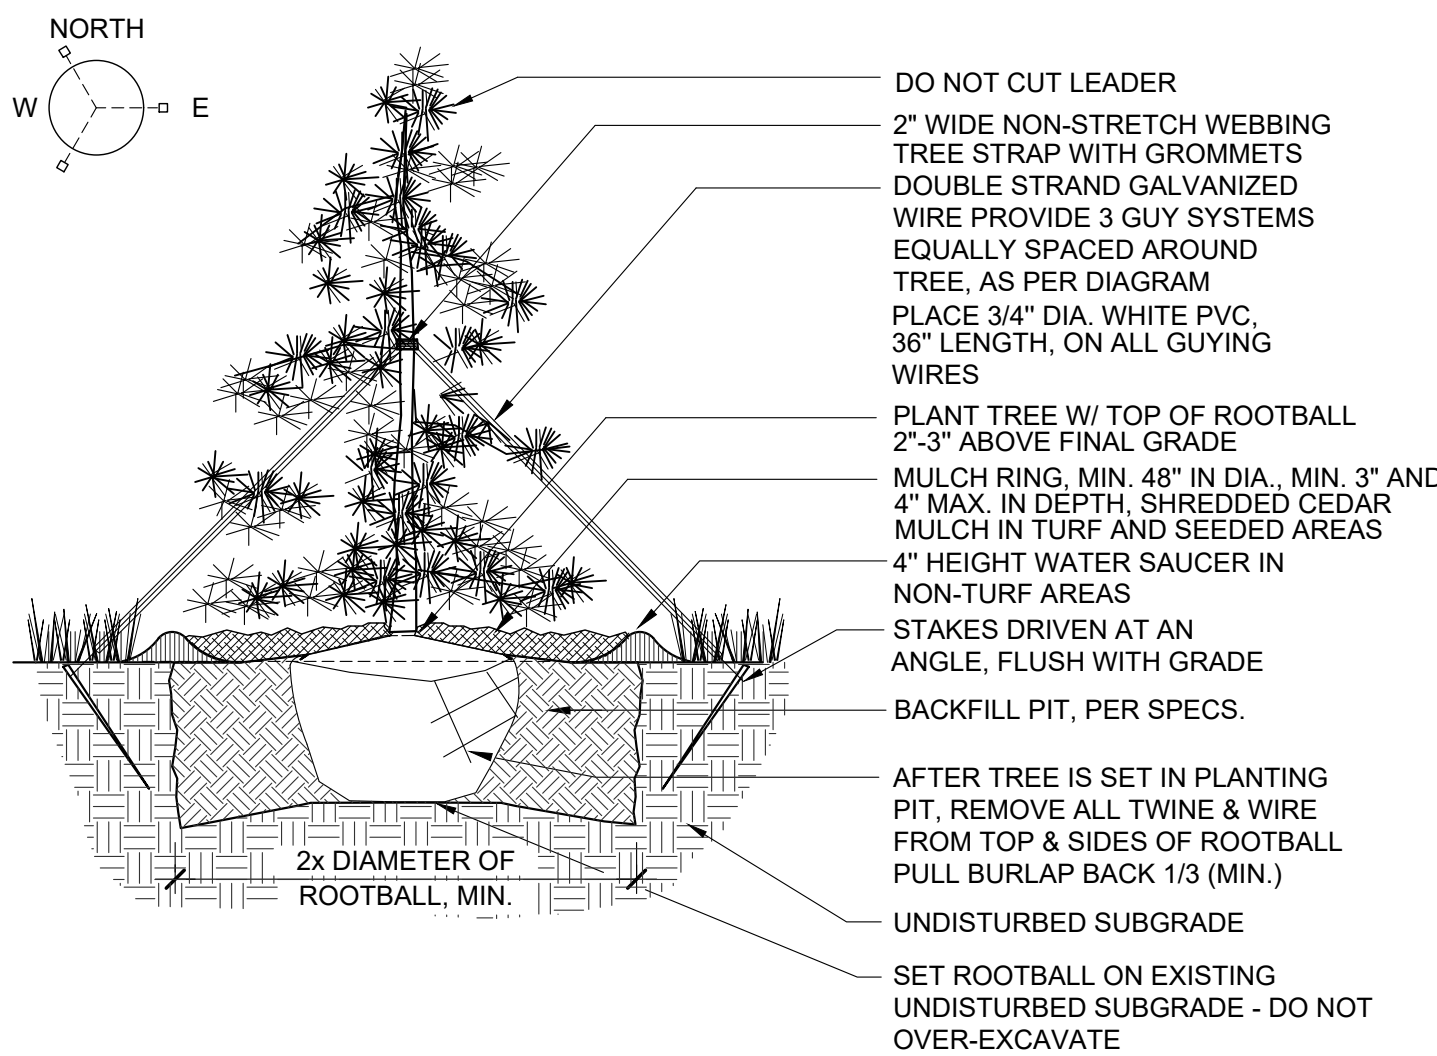 NORTH
W
E
DO NOT CUT LEADER
2" WIDE NON-STRETCH WEBBING
TREE STRAP WITH GROMMETS
DOUBLE STRAND GALVANIZED
WIRE PROVIDE 3 GUY SYSTEMS
EQUALLY SPACED AROUND
TREE, AS PER DIAGRAM
PLACE 3/4" DIA. WHITE PVC,
36" LENGTH, ON ALL GUYING
WIRES
PLANT TREE W/ TOP OF ROOTBALL
2"-3" ABOVE FINAL GRADE
MULCH RING, MIN. 48" IN DIA., MIN. 3" AND
4" MAX. IN DEPTH, SHREDDED CEDAR
MULCH IN TURF AND SEEDED AREAS
4" HEIGHT WATER SAUCER IN
NON-TURF AREAS
STAKES DRIVEN AT AN
ANGLE, FLUSH WITH GRADE
BACKFILL PIT, PER SPECS.
AFTER TREE IS SET IN PLANTING
PIT, REMOVE ALL TWINE & WIRE
FROM TOP & SIDES OF ROOTBALL
PULL BURLAP BACK 1/3 (MIN.)
UNDISTURBED SUBGRADE
SET ROOTBALL ON EXISTING
UNDISTURBED SUBGRADE - DO NOT
OVER-EXCAVATE
2x DIAMETER OF
ROOTBALL, MIN.